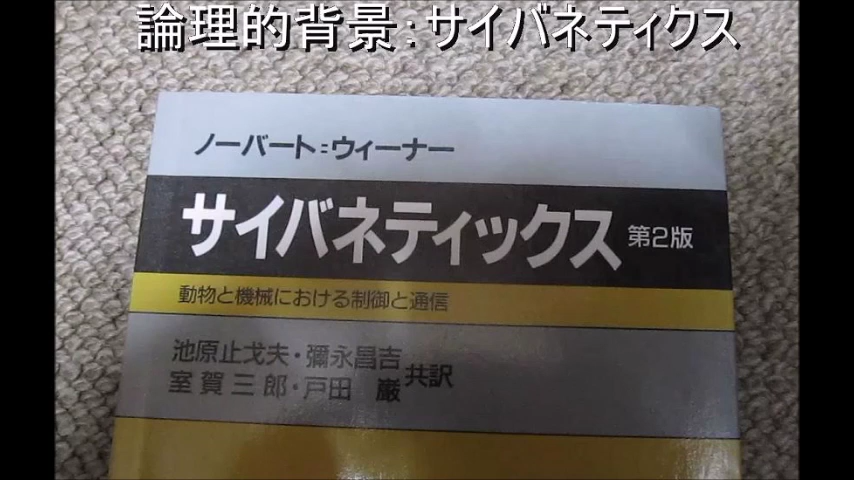 論理的背景：サイバネティクス
ノーバート＝ウィーナー
サイバネティックス 第2版
動物と機械における制御と通信
池原止戈夫・彌永昌吉
室賀三郎・戸田 巖 共訳